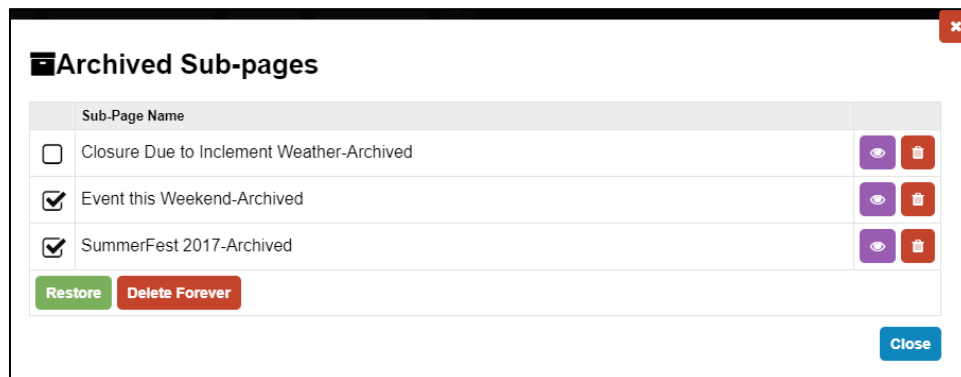 Archived Sub-pages
Sub-Page Name
Closure Due to Inclement Weather-Archived
Event this Weekend-Archived
SummerFest 2017-Archived
Restore Delete Forever
Close